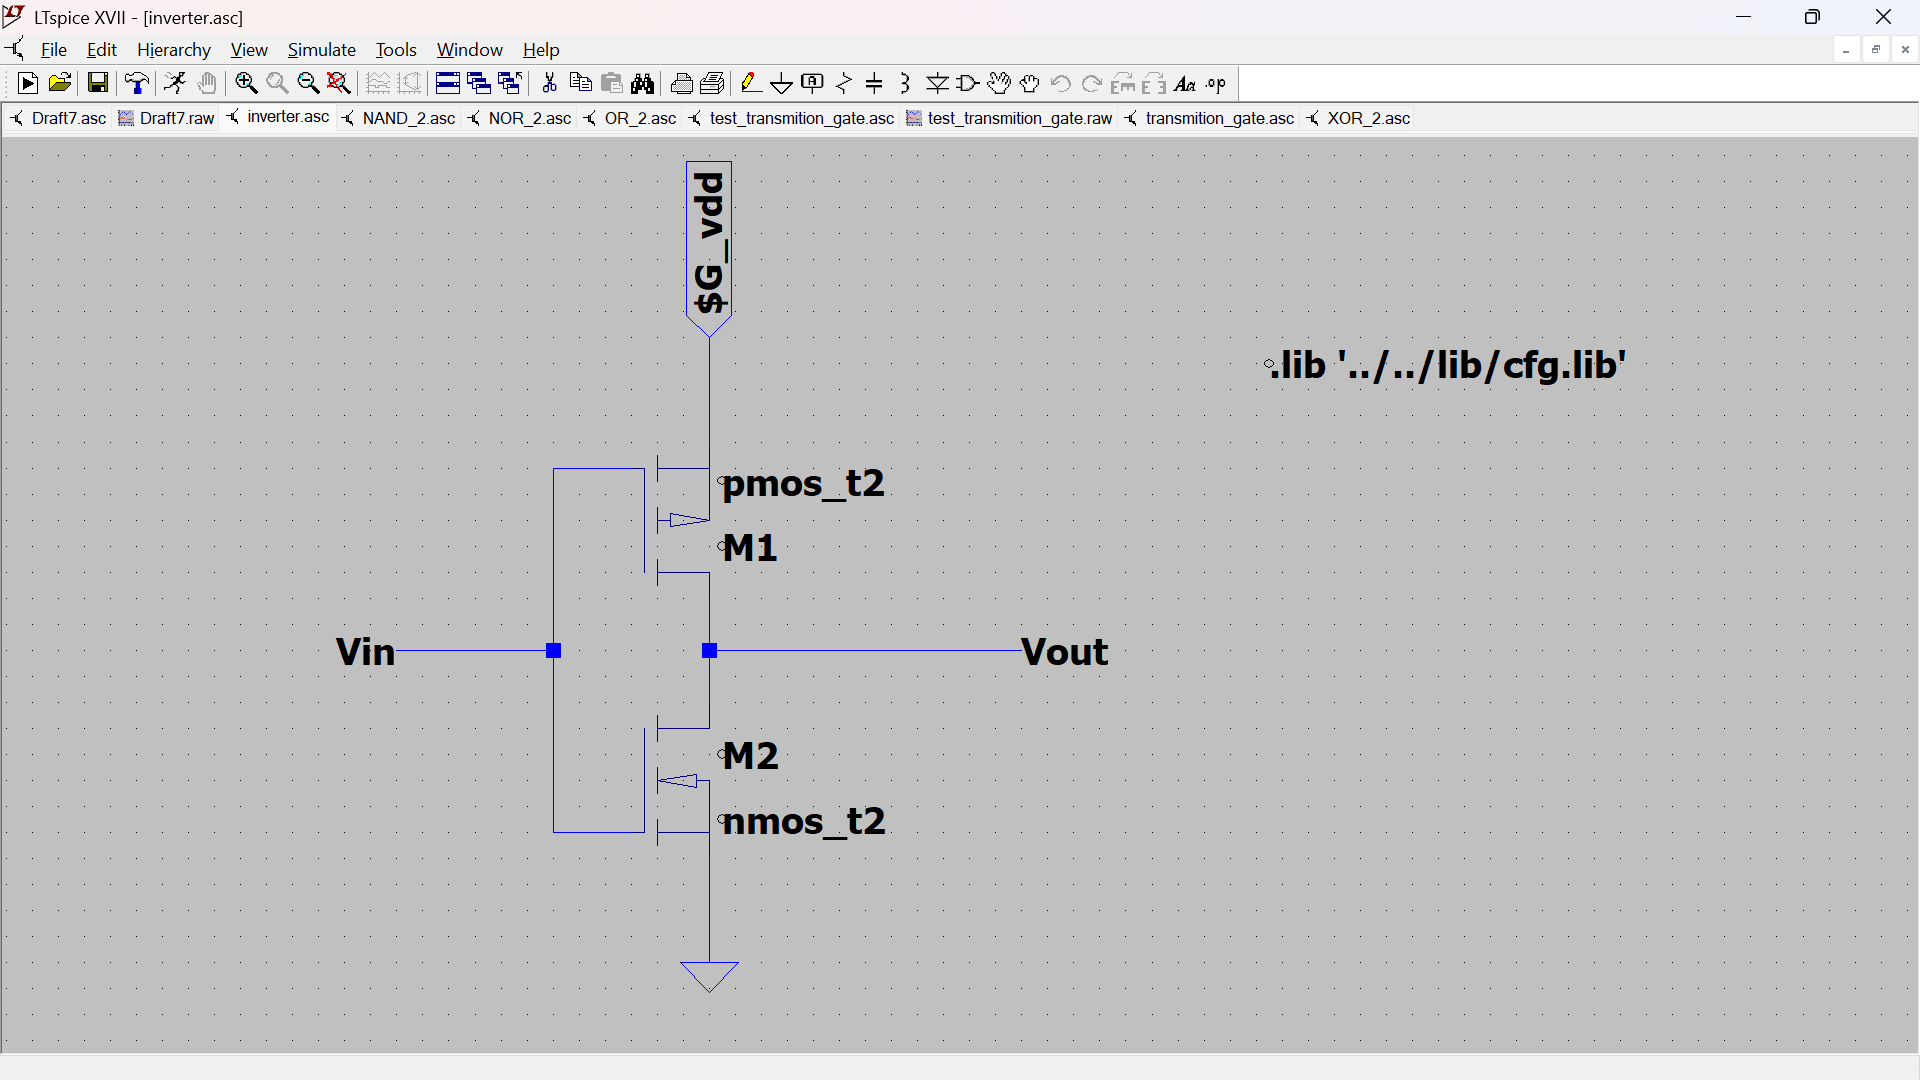 LTspice XVII - [inverter.asc]
File Edit Hierarchy View Simulate Tools Window Help
Draft7.asc Draft7.raw inverter.asc NAND_2.asc NOR_2.asc OR_2.asc test_transmition_gate.asc test_transmition_gate.raw transmition_gate.asc XOR_2.asc
$G_vdd
.lib '../../lib/cfg.lib'
pmos_t2
M1
Vin
Vout
M2
nmos_t2